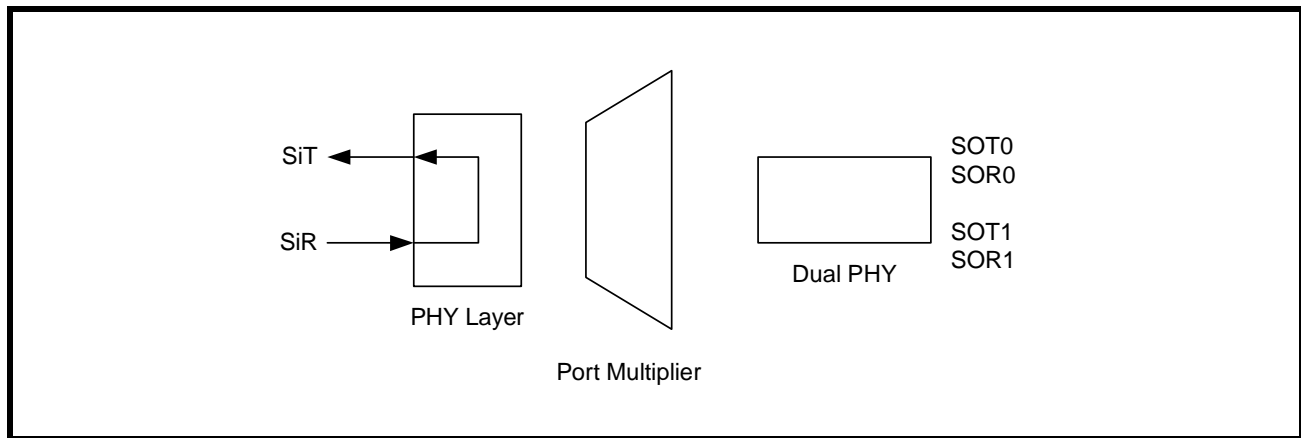 SiT
SiR
PHY Layer
Port Multiplier
Dual PHY
SOT0
SOR0
SOT1
SOR1